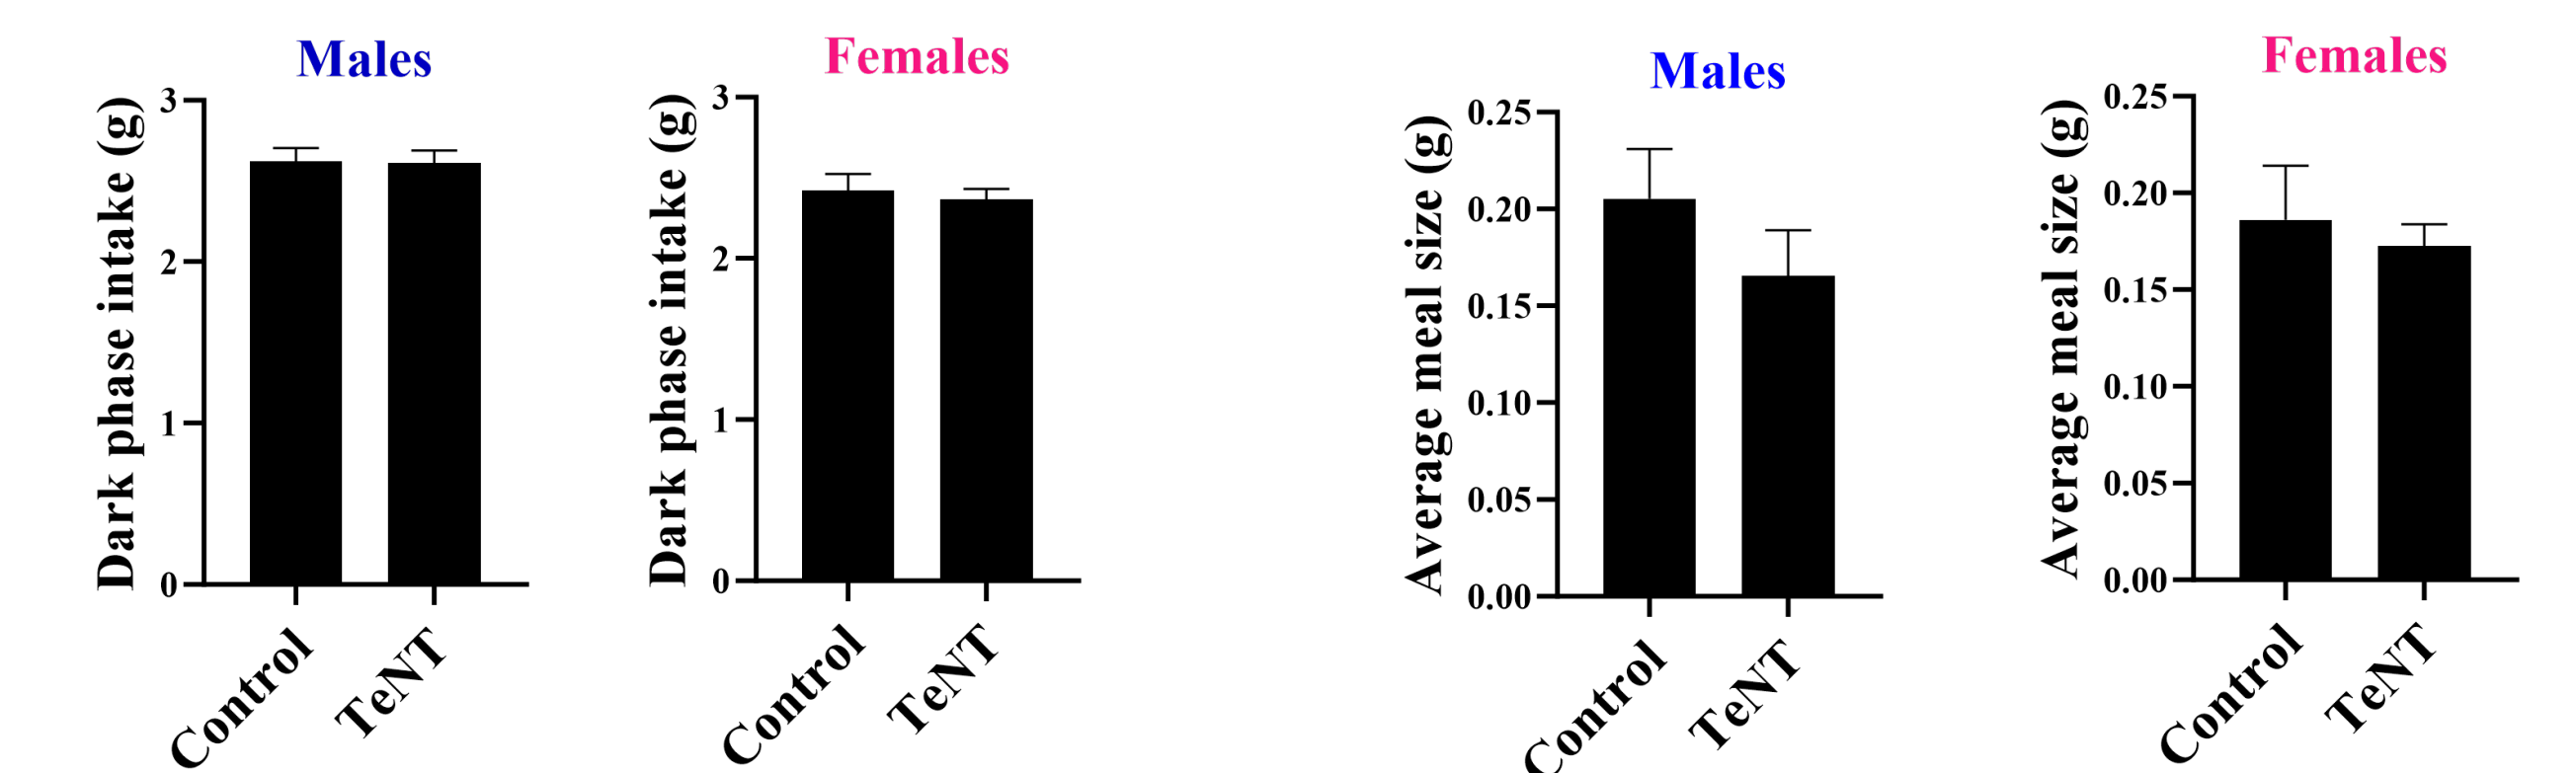 Males
Dark phase intake (g)
3
2
1
0
Control
TeNT
Females
Dark phase intake (g)
3
2
1
0
Control
TeNT
Males
Average meal size (g)
0.25
0.20
0.15
0.10
0.05
0.00
Control
TeNT
Females
Average meal size (g)
0.25
0.20
0.15
0.10
0.05
0.00
Control
TeNT